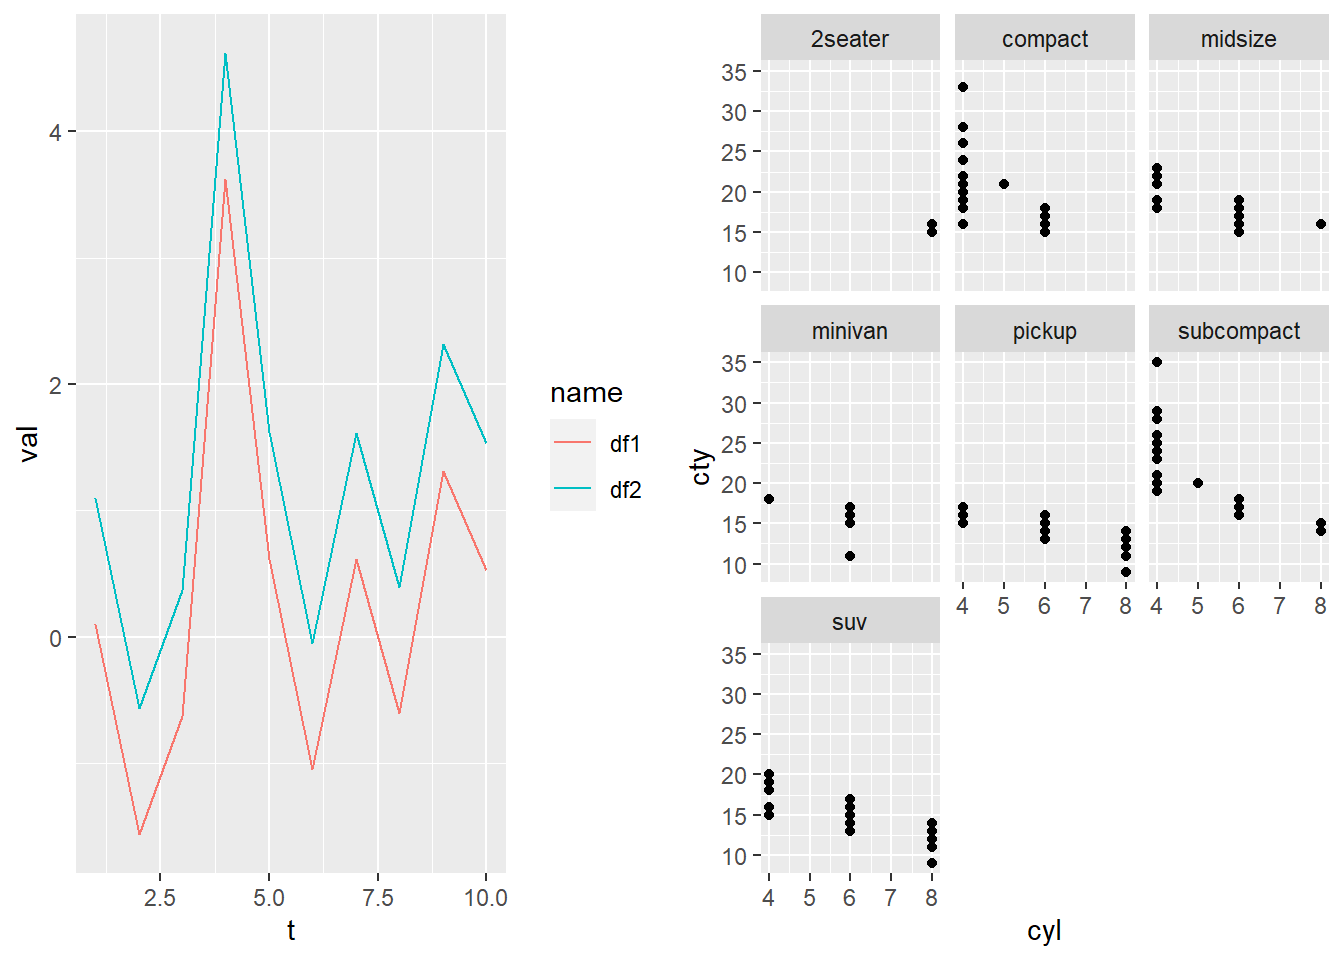 val
4
2
0
2.5 5.0 7.5 10.0
t
name
df1
df2
cty
2seater compact midsize
35
30
25
20
15
10
minivan pickup subcompact
35
30
25
20
15
10
4 5 6 7 8 4 5 6 7 8
suv
35
30
25
20
15
10
4 5 6 7 8
cyl